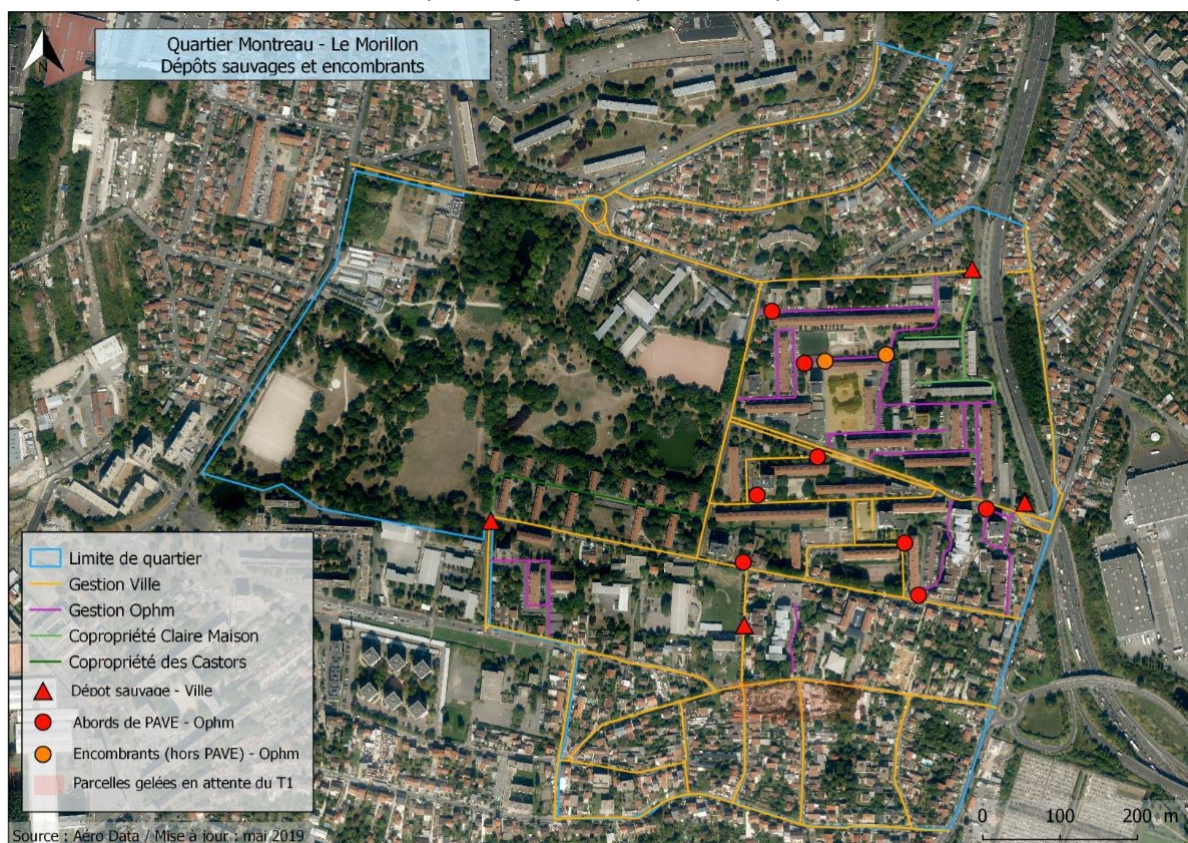 Quartier Montreau - Le Morillon
Dépôts sauvages et encombrants
Limite de quartier
Gestion Ville
Gestion Ophm
Copropriété Claire Maison
Copropriété des Castors
Dépot sauvage - Ville
Abords de PAVE - Ophm
Encombrants (hors PAVE) - Ophm
Parcelles gelées en attente du T1
0 100 200 m
Source : Aéro Data / Mise à jour : mai 2019